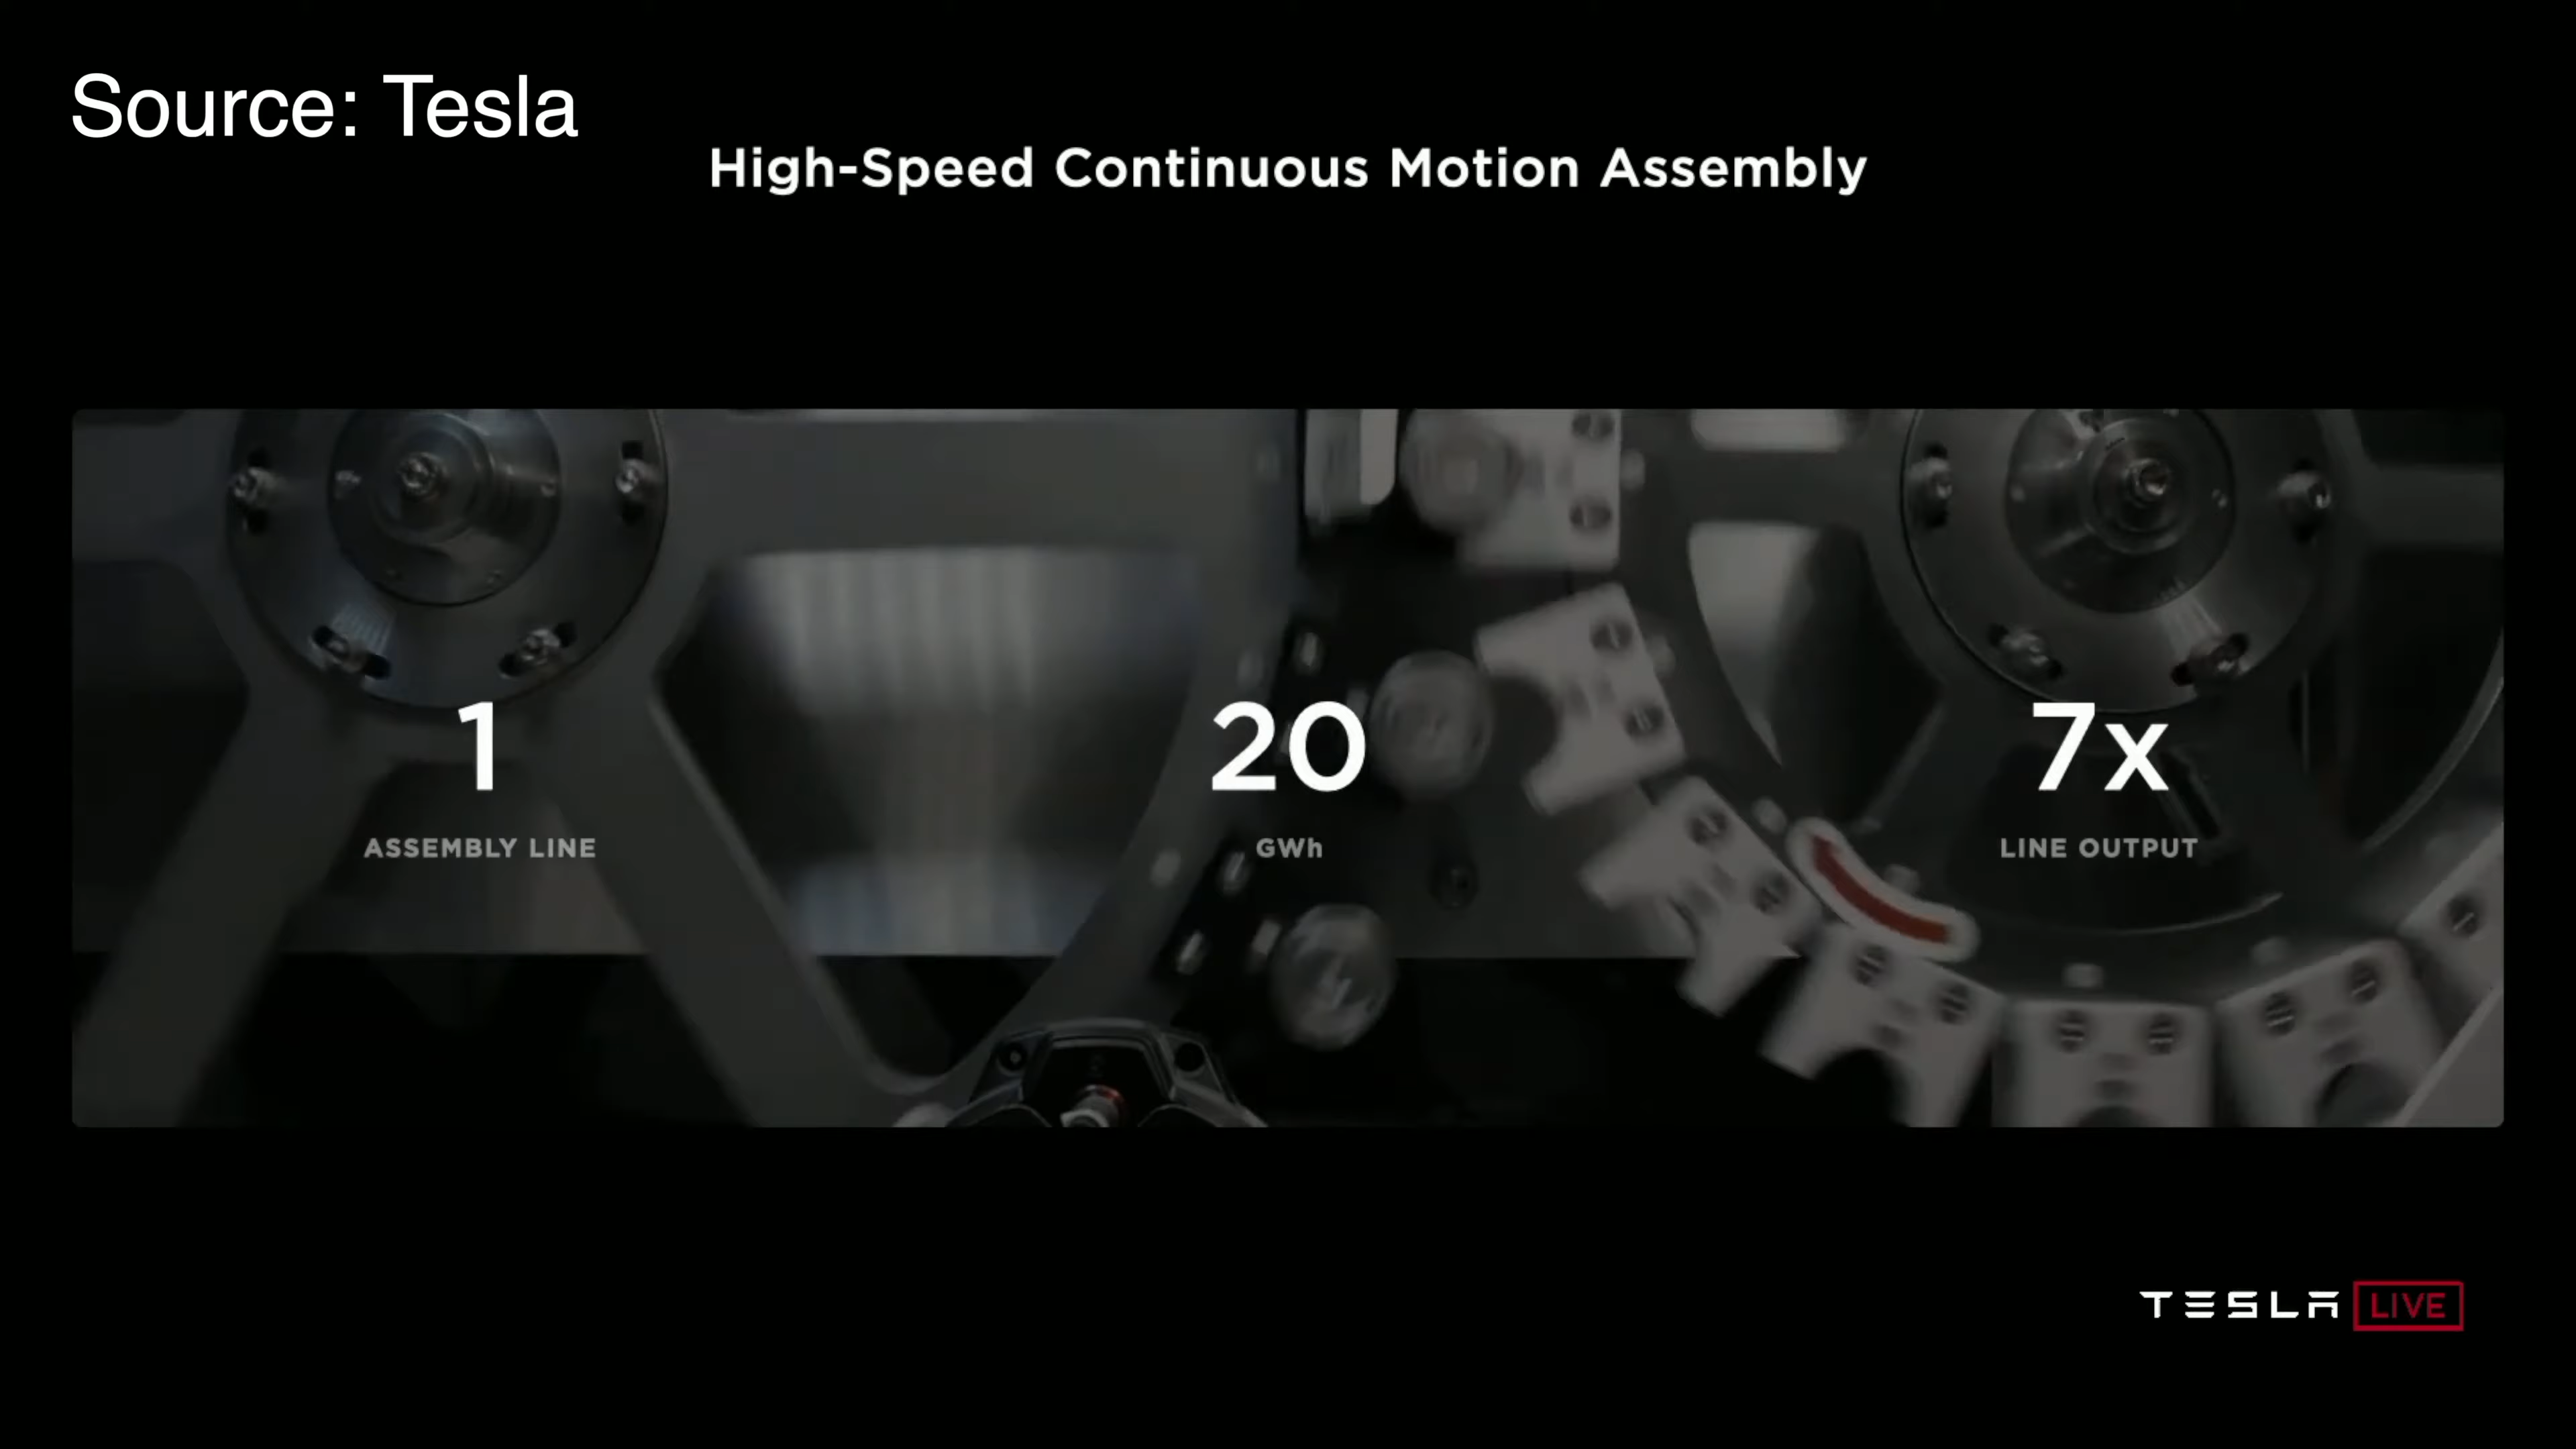 Source: Tesla
High-Speed Continuous Motion Assembly
1
ASSEMBLY LINE
20
GWh
7x
LINE OUTPUT
TESLA LIVE